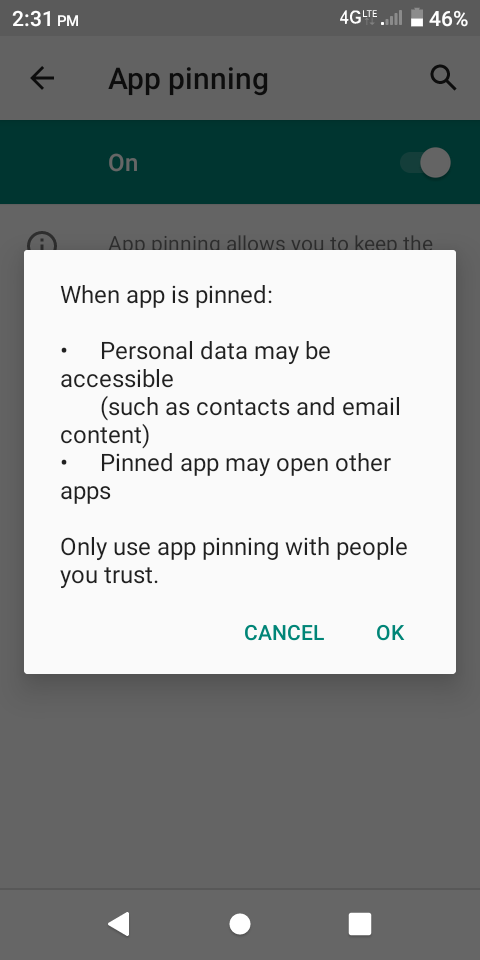 2:31 PM 4G LTE 46%
App pinning
On
App pinning allows you to keep the
When app is pinned:
• Personal data may be
accessible
(such as contacts and email
content)
• Pinned app may open other
apps
Only use app pinning with people
you trust.
CANCEL OK